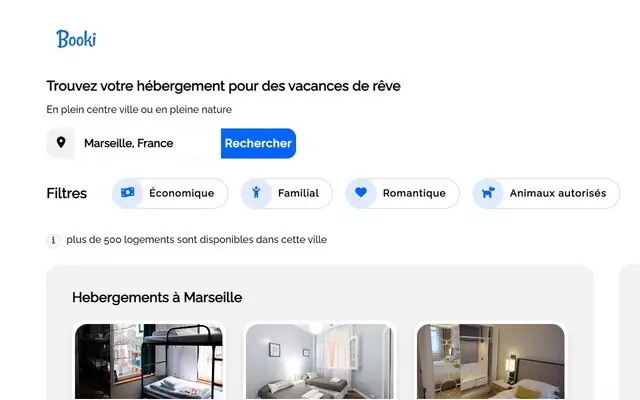 Booki
Trouvez votre hébergement pour des vacances de rêve
En plein centre ville ou en pleine nature
Marseille, France
Rechercher
Filtres
Économique
Familial
Romantique
Animaux autorisés
plus de 500 logements sont disponibles dans cette ville
Hebergements à Marseille